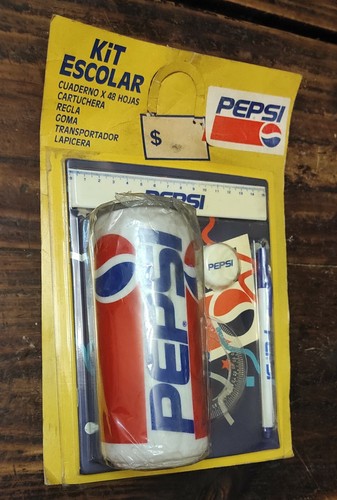 KiT
ESCOLAR
CUADERNO X 48 HOJAS
CARTUCHERA
REGLA
GOMA
TRANSPORTADOR
LAPICERA
$
PEPSI
PEPSI
PEPSI
PEPSI
PEPSI